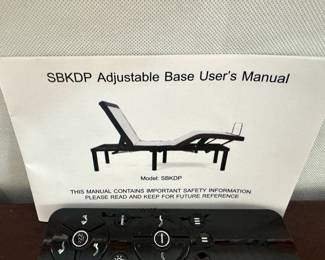 SBKDP Adjustable Base User's Manual
Model: SBKDP
THIS MANUAL CONTAINS IMPORTANT SAFETY INFORMATION.
PLEASE READ AND KEEP FOR FUTURE REFERENCE